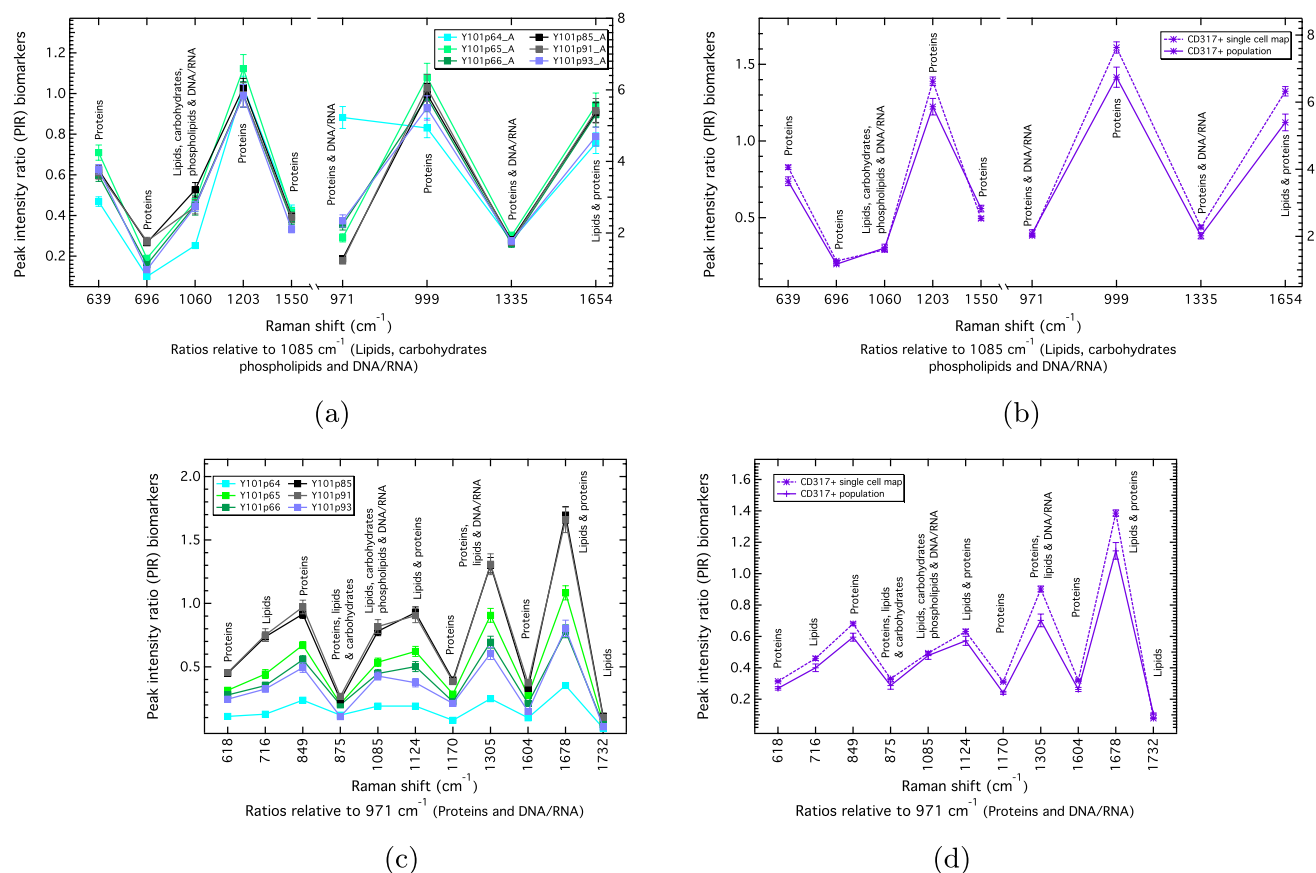 Peak intensity ratio (PIR) biomarkers
1.2
1.0
0.8
0.6
0.4
0.2
8
6
4
2
Y101p64_A
Y101p65_A
Y101p66_A
Y101p85_A
Y101p91_A
Y101p93_A
Proteins
Proteins
Lipids, carbohydrates,
phospholipids & DNA/RNA
Proteins
Proteins
Proteins & DNA/RNA
Proteins
Proteins & DNA/RNA
Lipids & proteins
639 696 1060 1203 1550 971 999 1335 1654
Raman shift (cm-1)
Ratios relative to 1085 cm-1 (Lipids, carbohydrates
phospholipids and DNA/RNA)
(a)
Peak intensity ratio (PIR) biomarkers
1.5
1.0
0.5
8
6
4
2
CD317+ single cell map
CD317+ population
Proteins
Proteins
Lipids, carbohydrates,
phospholipids & DNA/RNA
Proteins
Proteins
Proteins & DNA/RNA
Proteins
Proteins & DNA/RNA
Lipids & proteins
639 696 1060 1203 1550 971 999 1335 1654
Raman shift (cm-1)
Ratios relative to 1085 cm-1 (Lipids, carbohydrates
phospholipids and DNA/RNA)
(b)
Peak intensity ratio (PIR) biomarkers
2.0
1.5
1.0
0.5
Y101p64
Y101p65
Y101p66
Y101p85
Y101p91
Y101p93
Proteins
Lipids
Proteins
Proteins, lipids
& carbohydrates
Lipids, carbohydrates
phospholipids & DNA/RNA
Lipids & proteins
Proteins
Proteins,
lipids & DNA/RNA
Proteins
Lipids & proteins
Lipids
618 716 849 875 1085 1124 1170 1305 1604 1678 1732
Raman shift (cm-1)
Ratios relative to 971 cm-1 (Proteins and DNA/RNA)
(c)
Peak intensity ratio (PIR) biomarkers
1.6
1.4
1.2
1.0
0.8
0.6
0.4
0.2
CD317+ single cell map
CD317+ population
Proteins
Lipids
Proteins
Proteins, lipids
& carbohydrates
Lipids, carbohydrates
phospholipids & DNA/RNA
Lipids & proteins
Proteins
Proteins,
lipids & DNA/RNA
Proteins
Lipids & proteins
Lipids
618 716 849 875 1085 1124 1170 1305 1604 1678 1732
Raman shift (cm-1)
Ratios relative to 971 cm-1 (Proteins and DNA/RNA)
(d)